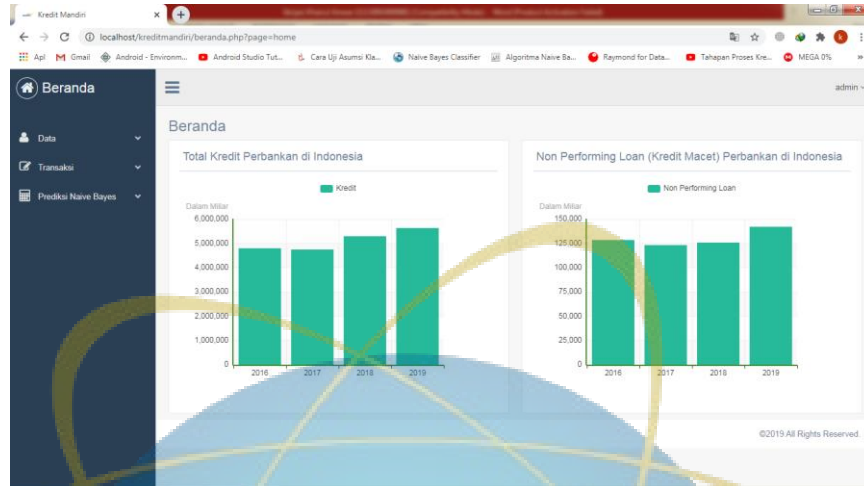 Kredit Mandiri
localhost/kreditmandiri/beranda.php?page=home
Apl Gmail Android - Environm... Android Studio Tut... Cara Uji Asumsi Kla... Naive Bayes Classifier Algoritma Naive Ba... Raymond for Data... Tahapan Proses Kre... MEGA 0% »
Beranda
admin
Data
Transaksi
Prediksi Naive Bayes
Beranda
Total Kredit Perbankan di Indonesia
Kredit
Dalam Miliar
6,000,000
5,000,000
4,000,000
3,000,000
2,000,000
1,000,000
0
2016 2017 2018 2019
Non Performing Loan (Kredit Macet) Perbankan di Indonesia
Non Performing Loan
Dalam Miliar
150,000
125,000
100,000
75,000
50,000
25,000
0
2016 2017 2018 2019
©2019 All Rights Reserved.